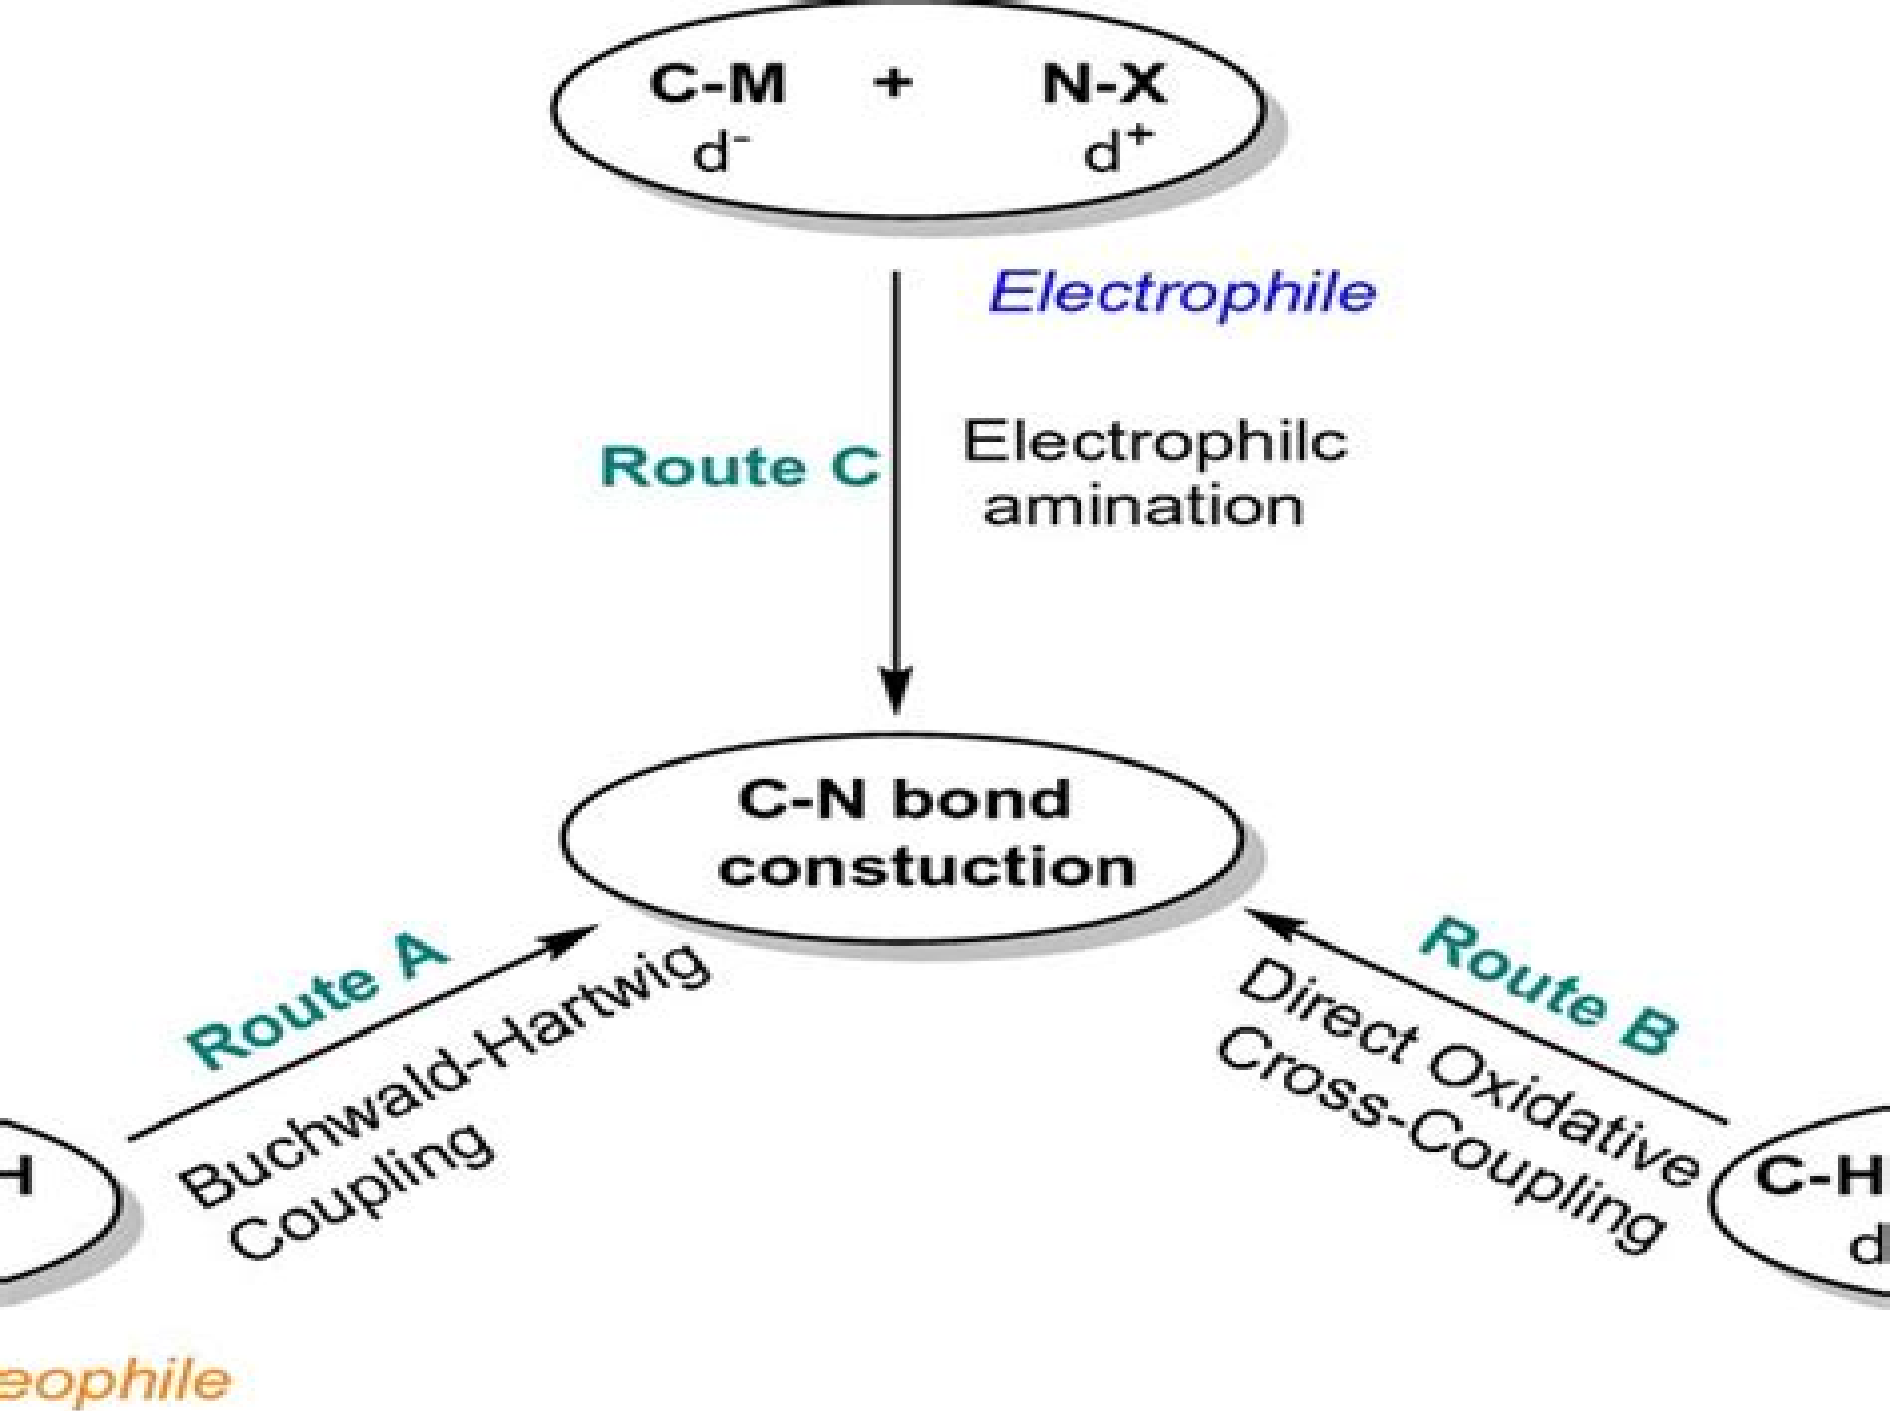 C-M + N-X
d- d+
Electrophile
Route C
Electrophilc
amination
C-N bond
constuction
Route A
Buchwald-Hartwig
Coupling
Route B
Direct Oxidative
Cross-Coupling
H
C-H
d
eophile